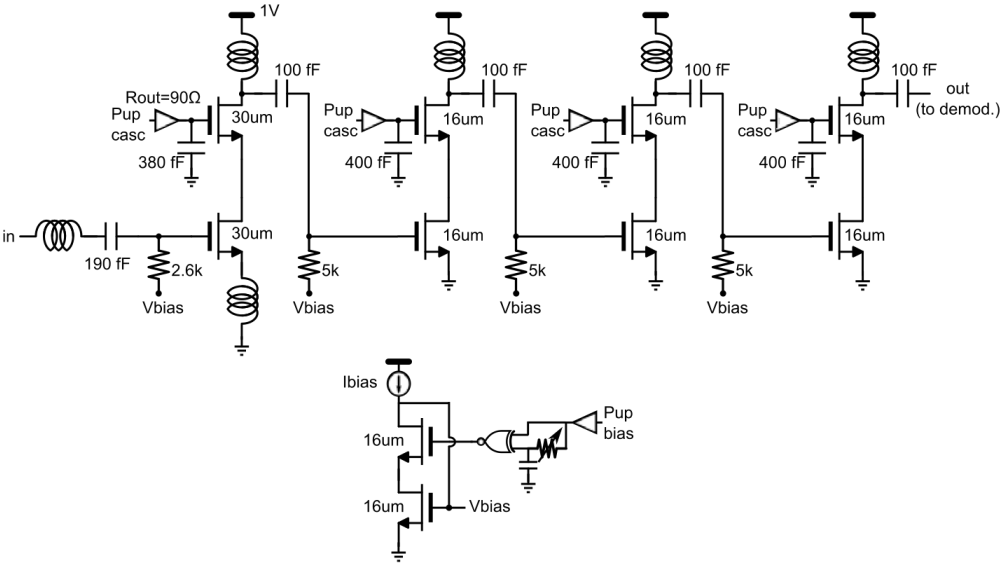 1V
100 fF
100 fF
100 fF
100 fF
Rout=90Ω
Pup
casc
30um
380 fF
Pup
casc
16um
400 fF
Pup
casc
16um
400 fF
Pup
casc
16um
400 fF
out
(to demod.)
in
190 fF
2.6k
Vbias
30um
5k
Vbias
16um
5k
Vbias
16um
5k
Vbias
16um
Ibias
16um
Pup
bias
16um
Vbias